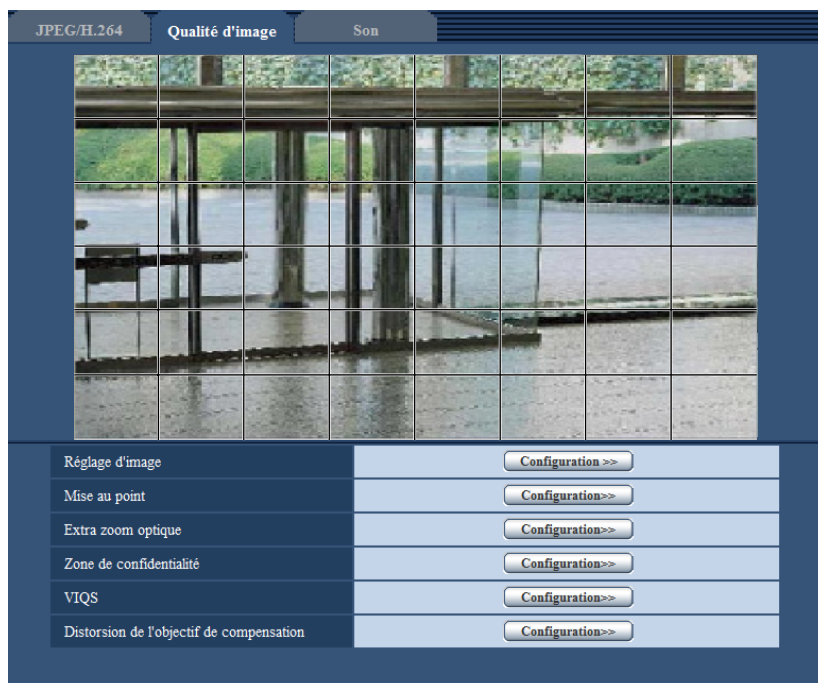 JPEG/H.264 Qualité d'image Son
Réglage d'image Configuration >>
Mise au point Configuration>>
Extra zoom optique Configuration>>
Zone de confidentialité Configuration>>
VIQS Configuration>>
Distorsion de l'objectif de compensation Configuration>>